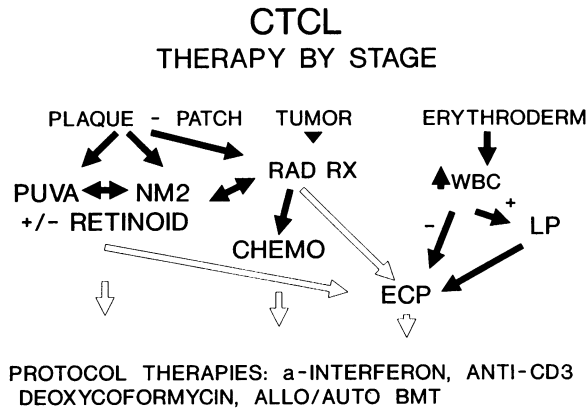 CTCL
THERAPY BY STAGE
PLAQUE - PATCH TUMOR ERYTHRODERM
RAD RX
WBC
PUVA NM2
+
- LP
+/- RETINOID
CHEMO
ECP
PROTOCOL THERAPIES: a-INTERFERON, ANTI-CD3
DEOXYCOFORMYCIN, ALLO/AUTO BMT